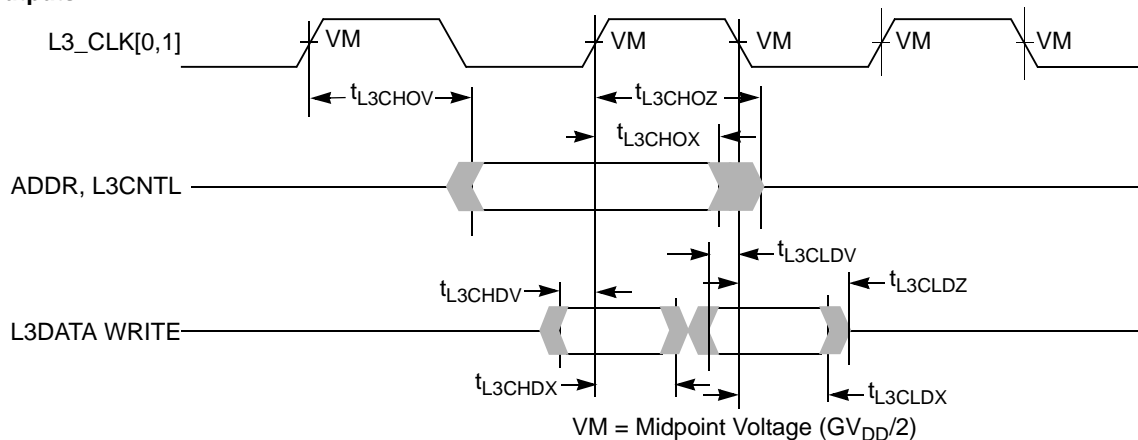 L3_CLK[0,1]
VM
VM
VM
VM
VM
tL3CHOV
tL3CHOZ
tL3CHOX
ADDR, L3CNTL
tL3CLDV
tL3CHDV
tL3CLDZ
L3DATA WRITE
tL3CHDX
tL3CLDX
VM = Midpoint Voltage (GVDD/2)